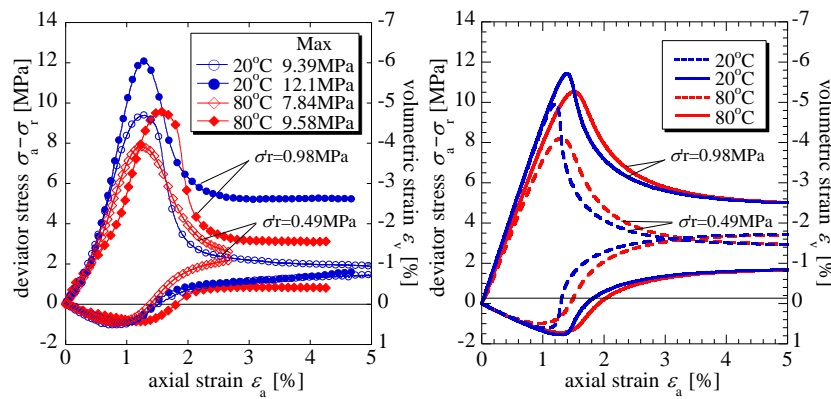 14
12
10
8
6
4
2
0
-2
deviator stress σa−σr [MPa]
0 1 2 3 4 5
axial strain εa [%]
-7
-6
-5
-4
-3
-2
-1
0
1
volumetric strain εv [%]
Max
20°C 9.39MPa
20°C 12.1MPa
80°C 7.84MPa
80°C 9.58MPa
σ'r=0.98MPa
σ'r=0.49MPa
14
12
10
8
6
4
2
0
-2
deviator stress σa−σr [MPa]
0 1 2 3 4 5
axial strain εa [%]
-7
-6
-5
-4
-3
-2
-1
0
1
volumetric strain εv [%]
20°C
20°C
80°C
80°C
σ'r=0.98MPa
σ'r=0.49MPa